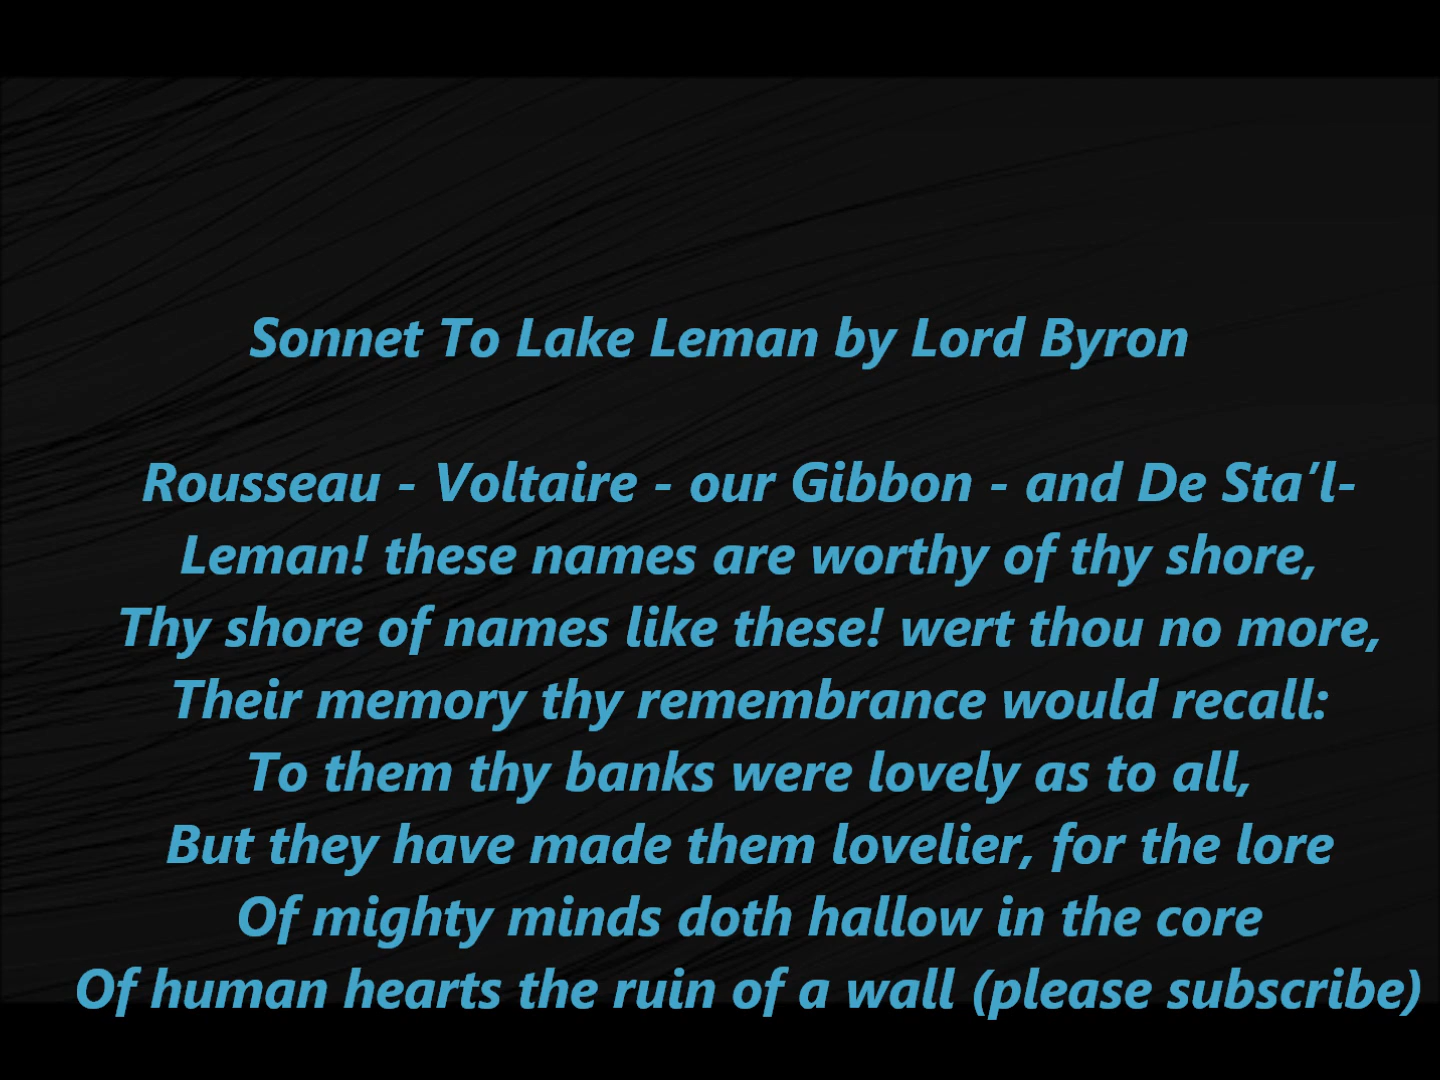 Sonnet To Lake Leman by Lord Byron
Rousseau - Voltaire - our Gibbon - and De Sta’l-
Leman! these names are worthy of thy shore,
Thy shore of names like these! wert thou no more,
Their memory thy remembrance would recall:
To them thy banks were lovely as to all,
But they have made them lovelier, for the lore
Of mighty minds doth hallow in the core
Of human hearts the ruin of a wall (please subscribe)